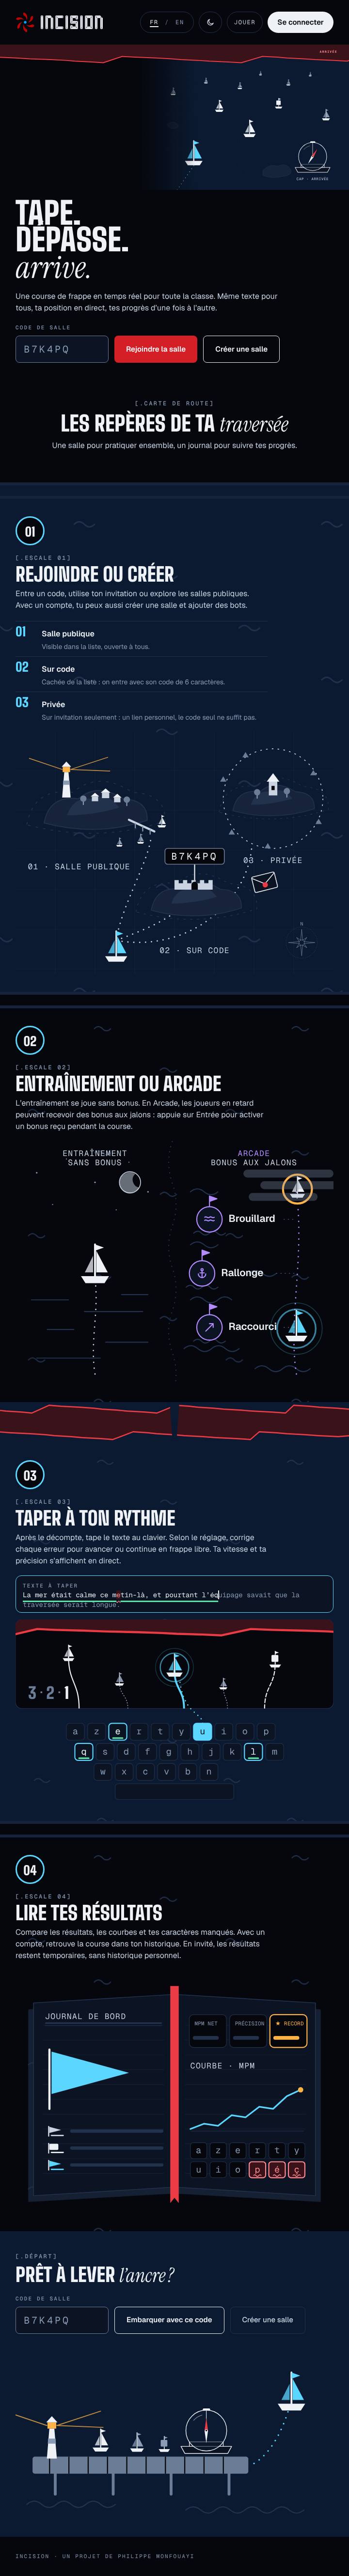 INCISION
FR / EN
JOUER
Se connecter
ARRIVÉE
CAP · ARRIVÉE
TAPE.
DÉPASSE.
arrive.
Une course de frappe en temps réel pour toute la classe. Même texte pour
tous, ta position en direct, tes progrès d'une fois à l'autre.
CODE DE SALLE
B7K4PQ
Rejoindre la salle
Créer une salle
[.CARTE DE ROUTE]
LES REPÈRES DE TA traversée
Une salle pour pratiquer ensemble, un journal pour suivre tes progrès.
01
[.ESCALE 01]
REJOINDRE OU CRÉER
Entre un code, utilise ton invitation ou explore les salles publiques.
Avec un compte, tu peux aussi créer une salle et ajouter des bots.
01 Salle publique
Visible dans la liste, ouverte à tous.
02 Sur code
Cachée de la liste : on entre avec son code de 6 caractères.
03 Privée
Sur invitation seulement : un lien personnel, le code seul ne suffit pas.
B7K4PQ
01 · SALLE PUBLIQUE
03 · PRIVÉE
02 · SUR CODE
N
02
[.ESCALE 02]
ENTRAÎNEMENT OU ARCADE
L'entraînement se joue sans bonus. En Arcade, les joueurs en retard
peuvent recevoir des bonus aux jalons : appuie sur Entrée pour activer
un bonus reçu pendant la course.
ENTRAÎNEMENT
SANS BONUS ·
ARCADE
BONUS AUX JALONS
Brouillard
Rallonge
Raccourci
03
[.ESCALE 03]
TAPER À TON RYTHME
Après le décompte, tape le texte au clavier. Selon le réglage, corrige
chaque erreur pour avancer ou continue en frappe libre. Ta vitesse et ta
précision s'affichent en direct.
TEXTE À TAPER
La mer était calme ce matin-là, et pourtant l'équipage savait que la
traversée serait longue.
3·2·1
a z e r t y u i o p
q s d f g h j k l m
w x c v b n
04
[.ESCALE 04]
LIRE TES RÉSULTATS
Compare les résultats, les courbes et tes caractères manqués. Avec un
compte, retrouve la course dans ton historique. En invité, les résultats
restent temporaires, sans historique personnel.
JOURNAL DE BORD
MPM NET
PRÉCISION
★ RECORD
COURBE · MPM
a z e r t y
u i o p é ç
[.DÉPART]
PRÊT À LEVER l'ancre?
CODE DE SALLE
B7K4PQ
Embarquer avec ce code
Créer une salle
INCISION · UN PROJET DE PHILIPPE MONFOUAYI